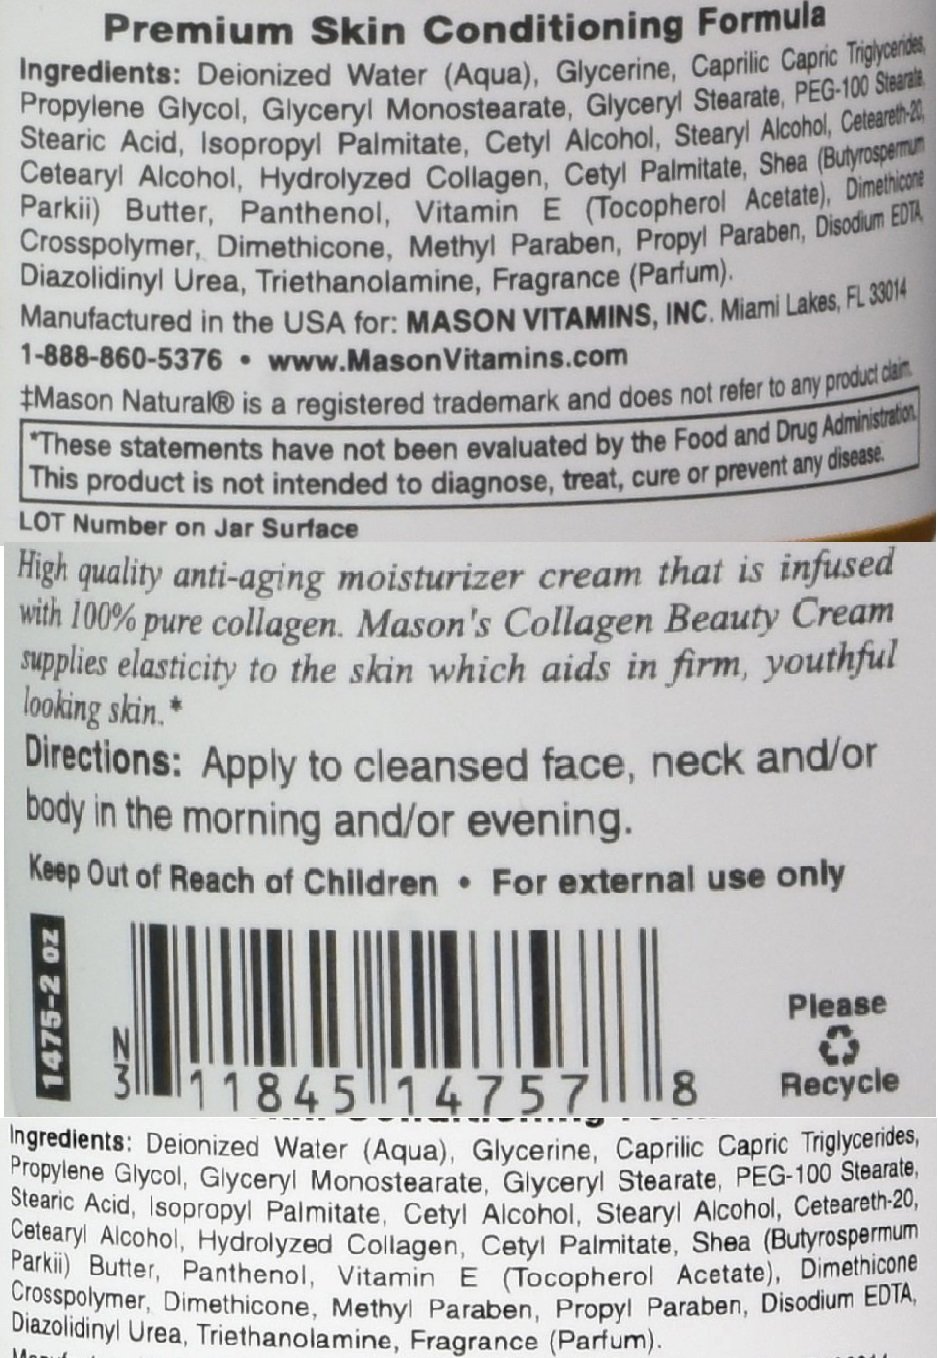 Premium Skin Conditioning Formula
Ingredients: Deionized Water (Aqua), Glycerine, Caprilic Capric Triglycerides,
Propylene Glycol, Glyceryl Monostearate, Glyceryl Stearate, PEG-100 Stearate,
Stearic Acid, Isopropyl Palmitate, Cetyl Alcohol, Stearyl Alcohol, Ceteareth-20,
Cetearyl Alcohol, Hydrolyzed Collagen, Cetyl Palmitate, Shea (Butyrospermum
Parkii) Butter, Panthenol, Vitamin E (Tocopherol Acetate), Dimethicone
Crosspolymer, Dimethicone, Methyl Paraben, Propyl Paraben, Disodium EDTA,
Diazolidinyl Urea, Triethanolamine, Fragrance (Parfum).
Manufactured in the USA for: MASON VITAMINS, INC. Miami Lakes, FL 33014
1-888-860-5376 • www.MasonVitamins.com
‡Mason Natural® is a registered trademark and does not refer to any product claim.
*These statements have not been evaluated by the Food and Drug Administration.
This product is not intended to diagnose, treat, cure or prevent any disease.
LOT Number on Jar Surface
High quality anti-aging moisturizer cream that is infused
with 100% pure collagen. Mason's Collagen Beauty Cream
supplies elasticity to the skin which aids in firm, youthful
looking skin.*
Directions: Apply to cleansed face, neck and/or
body in the morning and/or evening.
Keep Out of Reach of Children • For external use only
1475-2 oz
N
3 11845 14757 8
Please
Recycle
Ingredients: Deionized Water (Aqua), Glycerine, Caprilic Capric Triglycerides,
Propylene Glycol, Glyceryl Monostearate, Glyceryl Stearate, PEG-100 Stearate,
Stearic Acid, Isopropyl Palmitate, Cetyl Alcohol, Stearyl Alcohol, Ceteareth-20,
Cetearyl Alcohol, Hydrolyzed Collagen, Cetyl Palmitate, Shea (Butyrospermum
Parkii) Butter, Panthenol, Vitamin E (Tocopherol Acetate), Dimethicone
Crosspolymer, Dimethicone, Methyl Paraben, Propyl Paraben, Disodium EDTA,
Diazolidinyl Urea, Triethanolamine, Fragrance (Parfum).